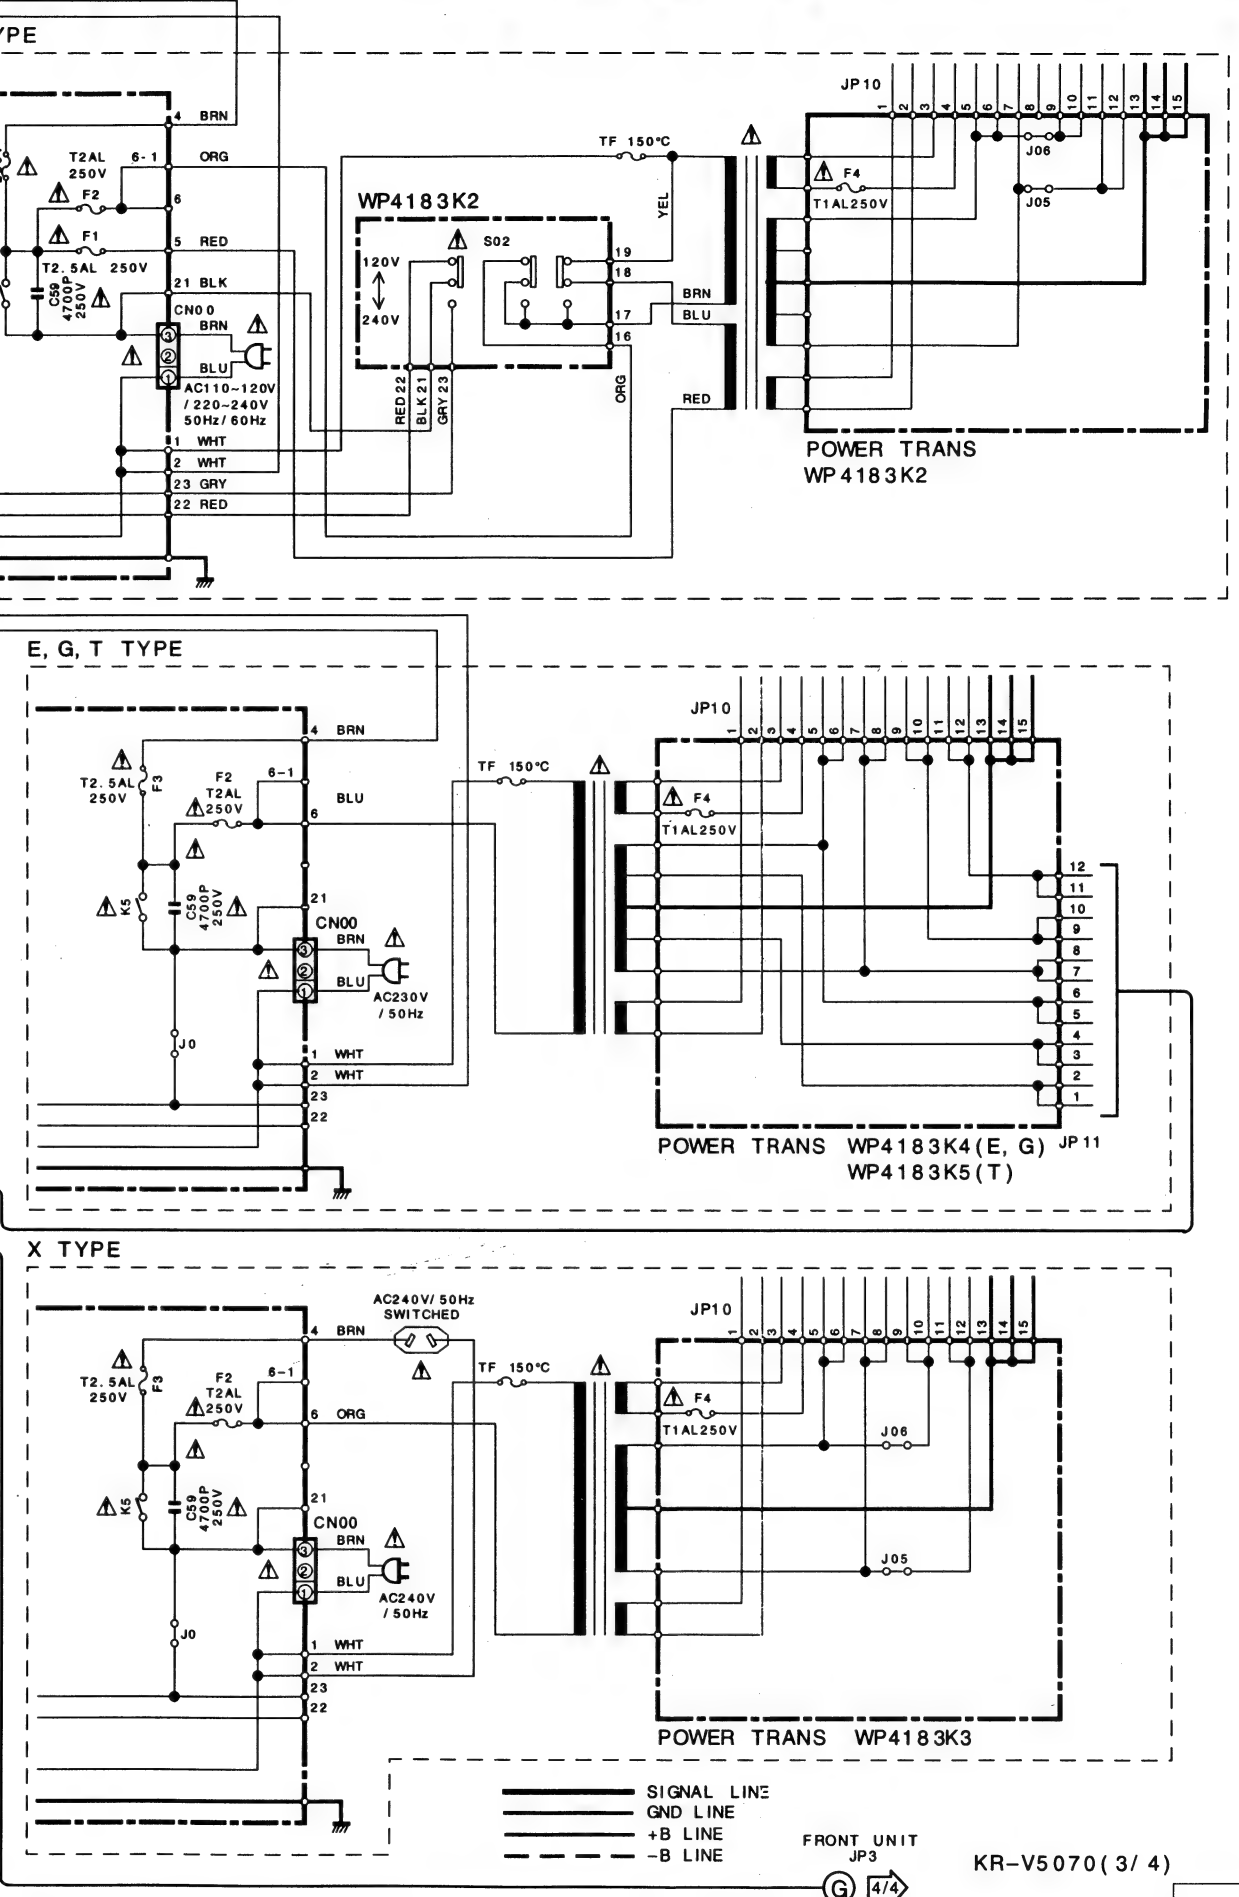 YPE
4 BRN
T2AL
250V
6-1 ORG
F2
6
F1
5 RED
T2.5AL 250V
C59
4700P
250V
21 BLK
CN00
BRN
3
2
1
BLU
AC110~120V
/220~240V
50Hz/60Hz
1 WHT
2 WHT
23 GRY
22 RED
WP4183K2
S02
120V
240V
19
18
17
16
RED 22
BLK 21
GRY 23
TF 150°C
YEL
BRN
BLU
ORG
RED
JP10
1 2 3 4 5 6 7 8 9 10 11 12 13 14 15
J06
F4
T1AL250V
J05
POWER TRANS
WP4183K2
E, G, T TYPE
4 BRN
T2.5AL
250V
F3
F2
T2AL
250V
6-1
BLU
6
K5
C59
4700P
250V
21
CN00
BRN
3
2
1
BLU
AC230V
/50Hz
J0
1 WHT
2 WHT
23
22
TF 150°C
JP10
1 2 3 4 5 6 7 8 9 10 11 12 13 14 15
F4
T1AL250V
12
11
10
9
8
7
6
5
4
3
2
1
JP11
POWER TRANS WP4183K4(E, G)
WP4183K5(T)
X TYPE
AC240V/50Hz
SWITCHED
4 BRN
T2.5AL
250V
F3
F2
T2AL
250V
6-1
6 ORG
K5
C59
4700P
250V
21
CN00
BRN
3
2
1
BLU
AC240V
/50Hz
J0
1 WHT
2 WHT
23
22
TF 150°C
JP10
1 2 3 4 5 6 7 8 9 10 11 12 13 14 15
F4
T1AL250V
J06
J05
POWER TRANS WP4183K3
SIGNAL LINE
GND LINE
+B LINE
-B LINE
FRONT UNIT
JP3
G 4/4
KR-V5070(3/4)